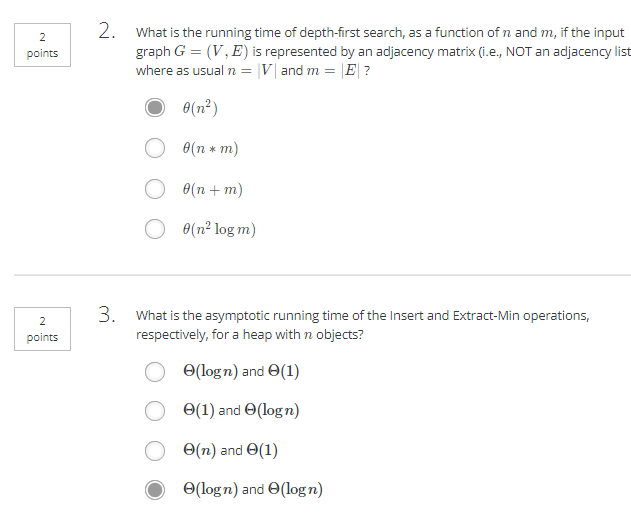 2
points
2. What is the running time of depth-first search, as a function of n and m, if the input
graph G = (V, E) is represented by an adjacency matrix (i.e., NOT an adjacency list
where as usual n = |V| and m = |E| ?
θ(n²)
θ(n * m)
θ(n + m)
θ(n² log m)
2
points
3. What is the asymptotic running time of the Insert and Extract-Min operations,
respectively, for a heap with n objects?
Θ(log n) and Θ(1)
Θ(1) and Θ(log n)
Θ(n) and Θ(1)
Θ(log n) and Θ(log n)